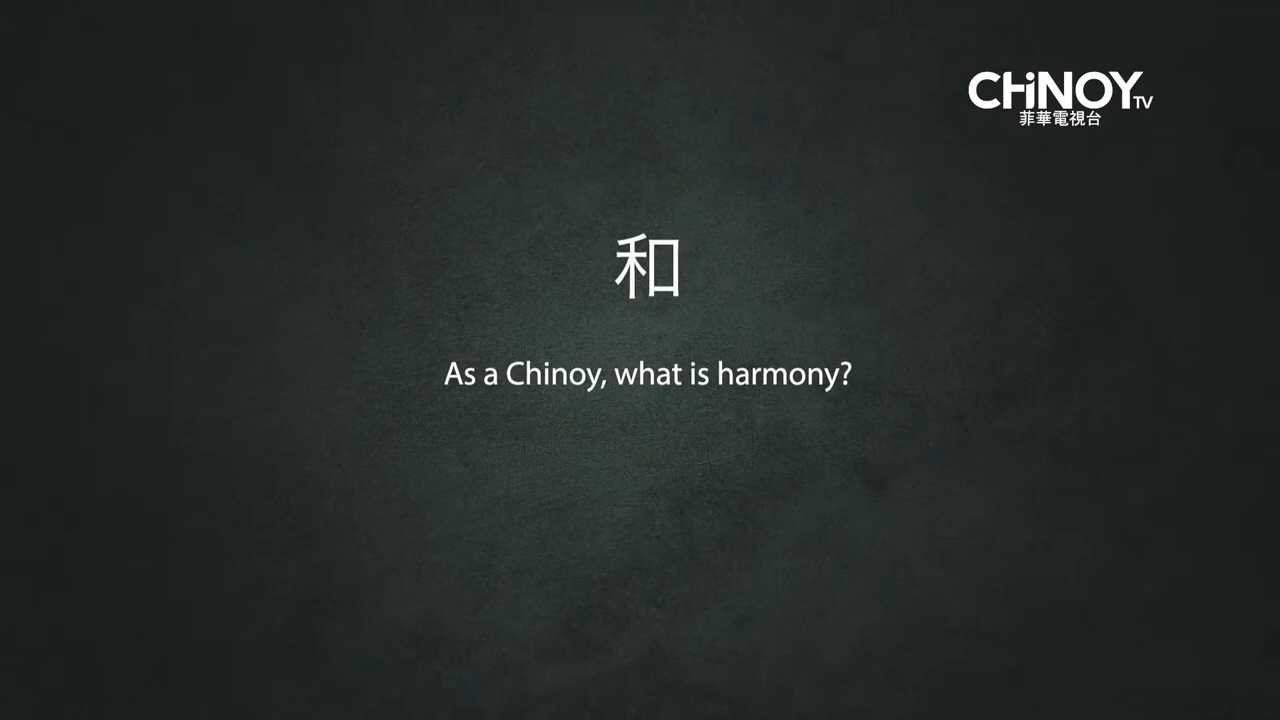 CHiNOY TV
菲華電視台
和
As a Chinoy, what is harmony?